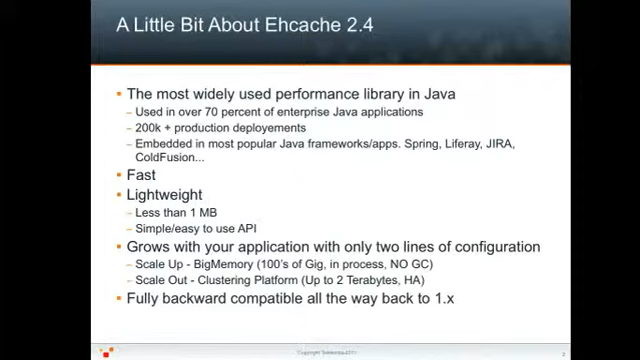 A Little Bit About Ehcache 2.4
The most widely used performance library in Java
– Used in over 70 percent of enterprise Java applications
– 200k + production deployements
– Embedded in most popular Java frameworks/apps. Spring, Liferay, JIRA,
ColdFusion...
Fast
Lightweight
– Less than 1 MB
– Simple/easy to use API
Grows with your application with only two lines of configuration
– Scale Up - BigMemory (100's of Gig, in process, NO GC)
– Scale Out - Clustering Platform (Up to 2 Terabytes, HA)
Fully backward compatible all the way back to 1.x
Copyright